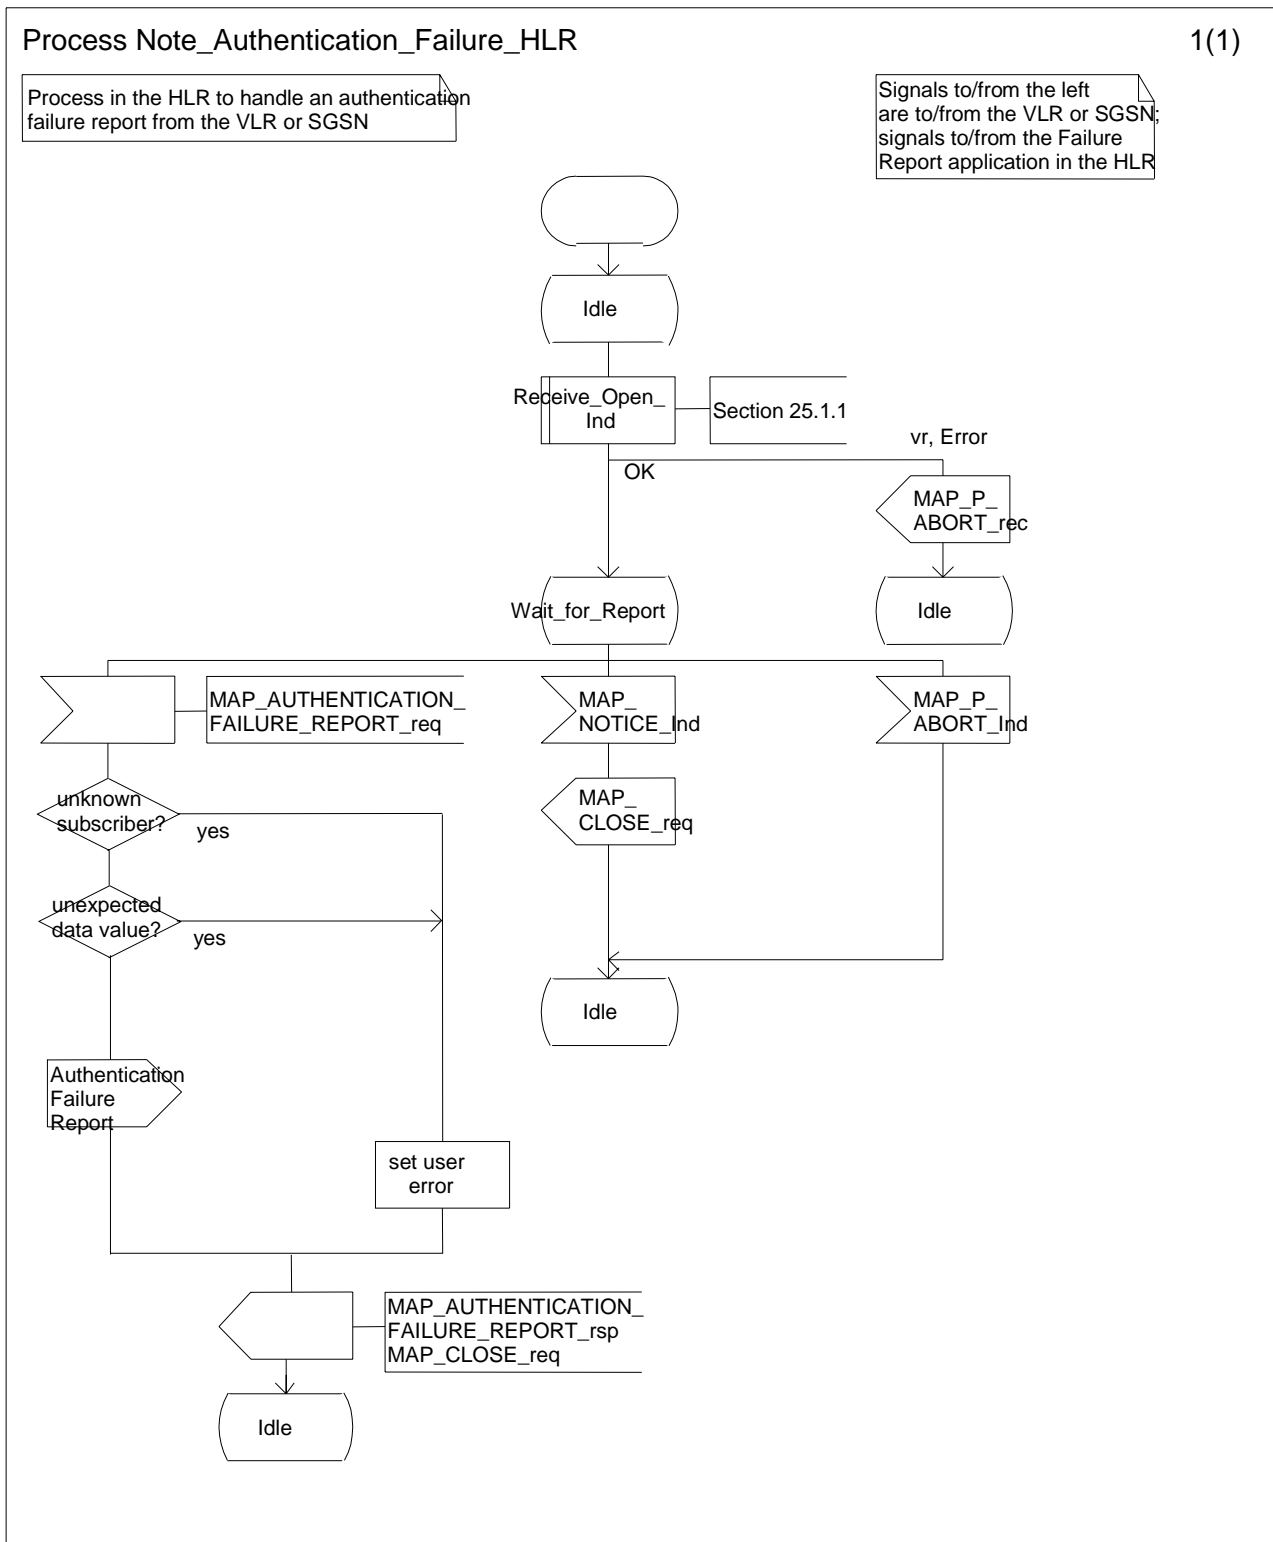 Process Note_Authentication_Failure_HLR
1(1)
Process in the HLR to handle an authentication
failure report from the VLR or SGSN
Signals to/from the left
are to/from the VLR or SGSN;
signals to/from the Failure
Report application in the HLR
Idle
Receive_Open_
Ind
Section 25.1.1
vr, Error
OK
MAP_P_
ABORT_rec
Wait_for_Report
Idle
MAP_AUTHENTICATION_
FAILURE_REPORT_req
MAP_
NOTICE_Ind
MAP_P_
ABORT_Ind
unknown
subscriber?
yes
MAP_
CLOSE_req
unexpected
data value?
yes
Idle
Authentication
Failure
Report
set user
error
MAP_AUTHENTICATION_
FAILURE_REPORT_rsp
MAP_CLOSE_req
Idle